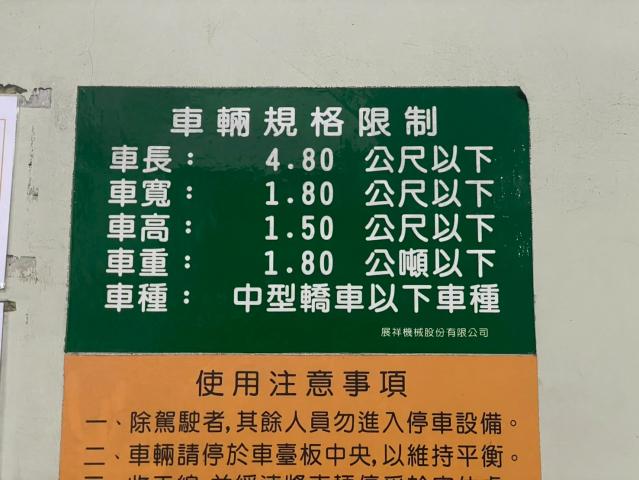 車輛規格限制
車長： 4.80 公尺以下
車寬： 1.80 公尺以下
車高： 1.50 公尺以下
車重： 1.80 公噸以下
車種： 中型轎車以下車種
展祥機械股份有限公司
使用注意事項
一、除駕駛者,其餘人員勿進入停車設備。
二、車輛請停於車臺板中央,以維持平衡。